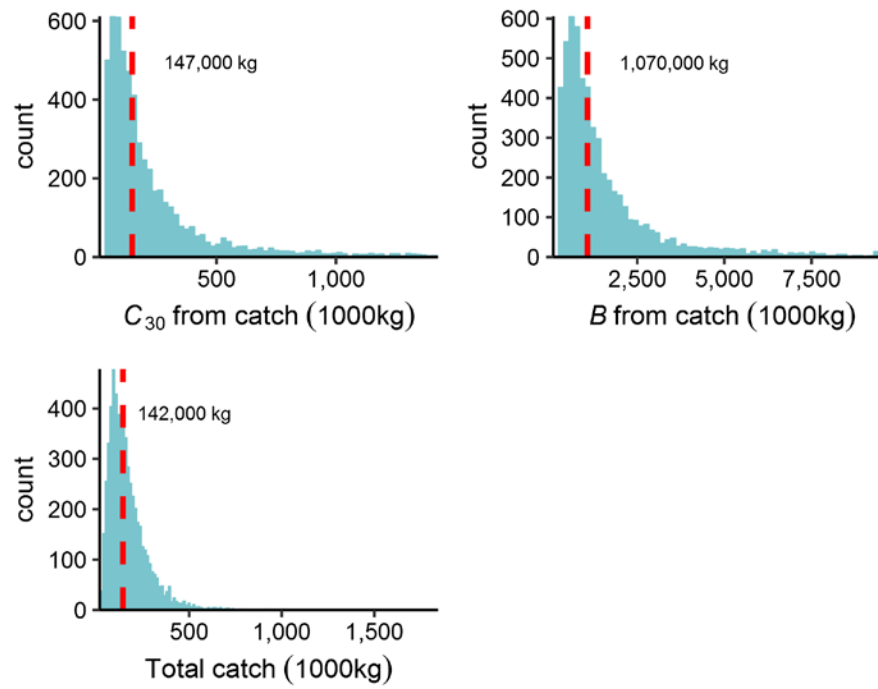 600
400
200
0
count
147,000 kg
500
1,000
C30 from catch (1000kg)
600
500
400
300
200
100
0
count
1,070,000 kg
2,500
5,000
7,500
B from catch (1000kg)
400
300
200
100
0
count
142,000 kg
500
1,000
1,500
Total catch (1000kg)